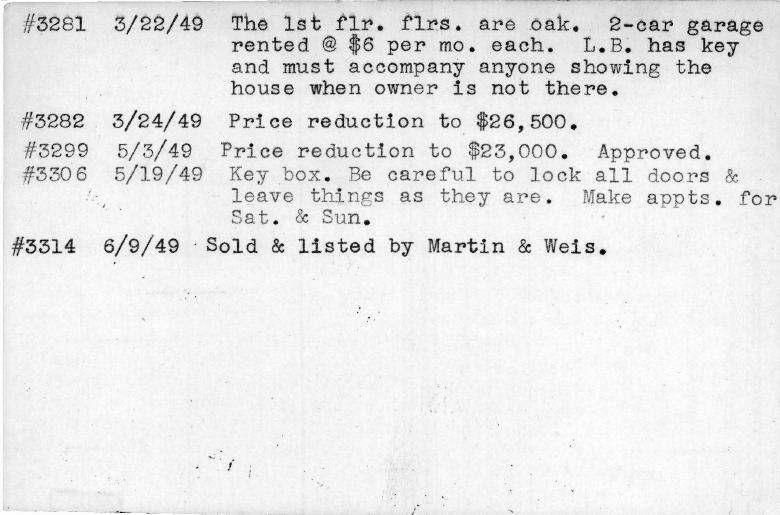 #3281 3/22/49 The 1st flr. flrs. are oak. 2-car garage
rented @ $6 per mo. each. L.B. has key
and must accompany anyone showing the
house when owner is not there.
#3282 3/24/49 Price reduction to $26,500.
#3299 5/3/49 Price reduction to $23,000. Approved.
#3306 5/19/49 Key box. Be careful to lock all doors &
leave things as they are. Make appts. for
Sat. & Sun.
#3314 6/9/49 Sold & listed by Martin & Weis.